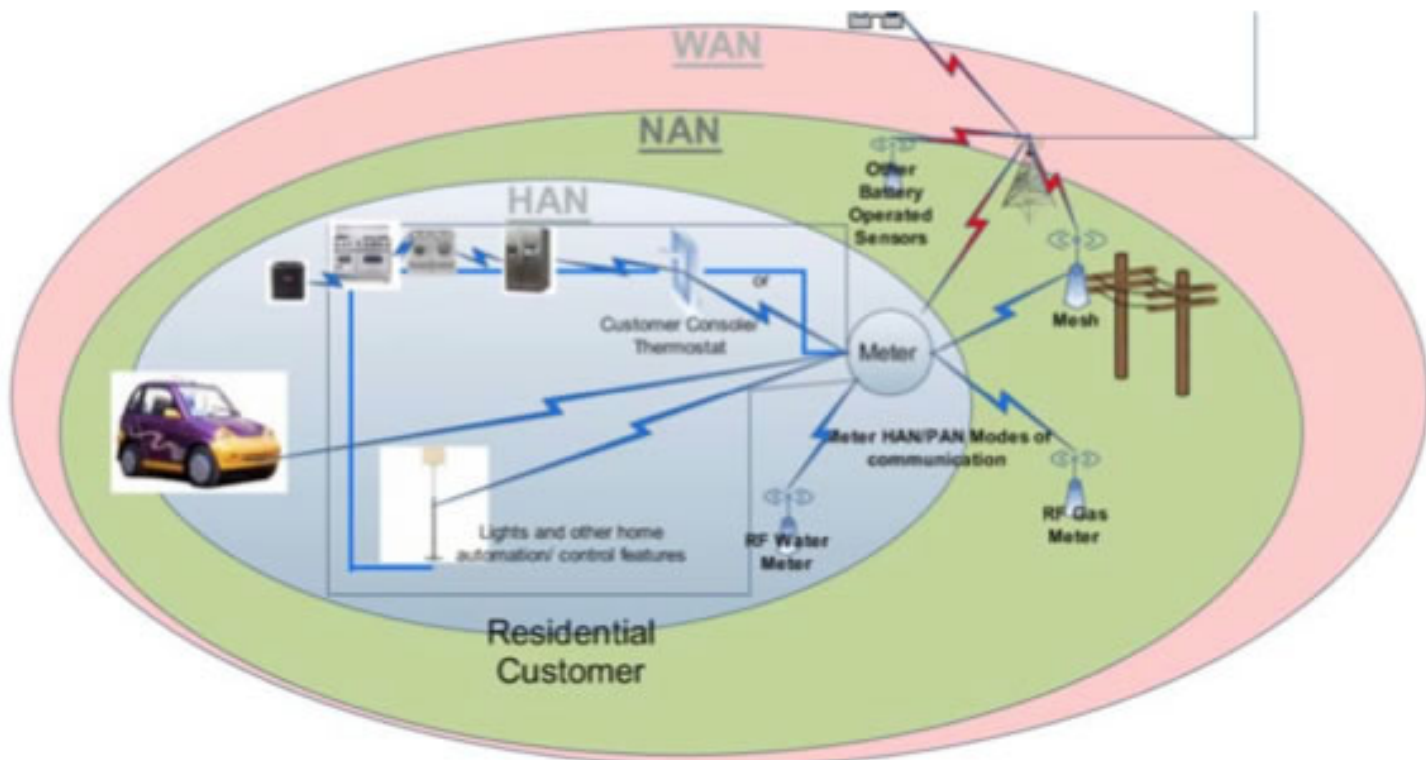 WAN
NAN
HAN
Other
Battery
Operated
Sensors
or
Customer Console/
Thermostat
Meter
Mesh
Meter HAN/PAN Modes of
communication
RF Gas
Meter
RF Water
Meter
Lights and other home
automation/ control features
Residential
Customer